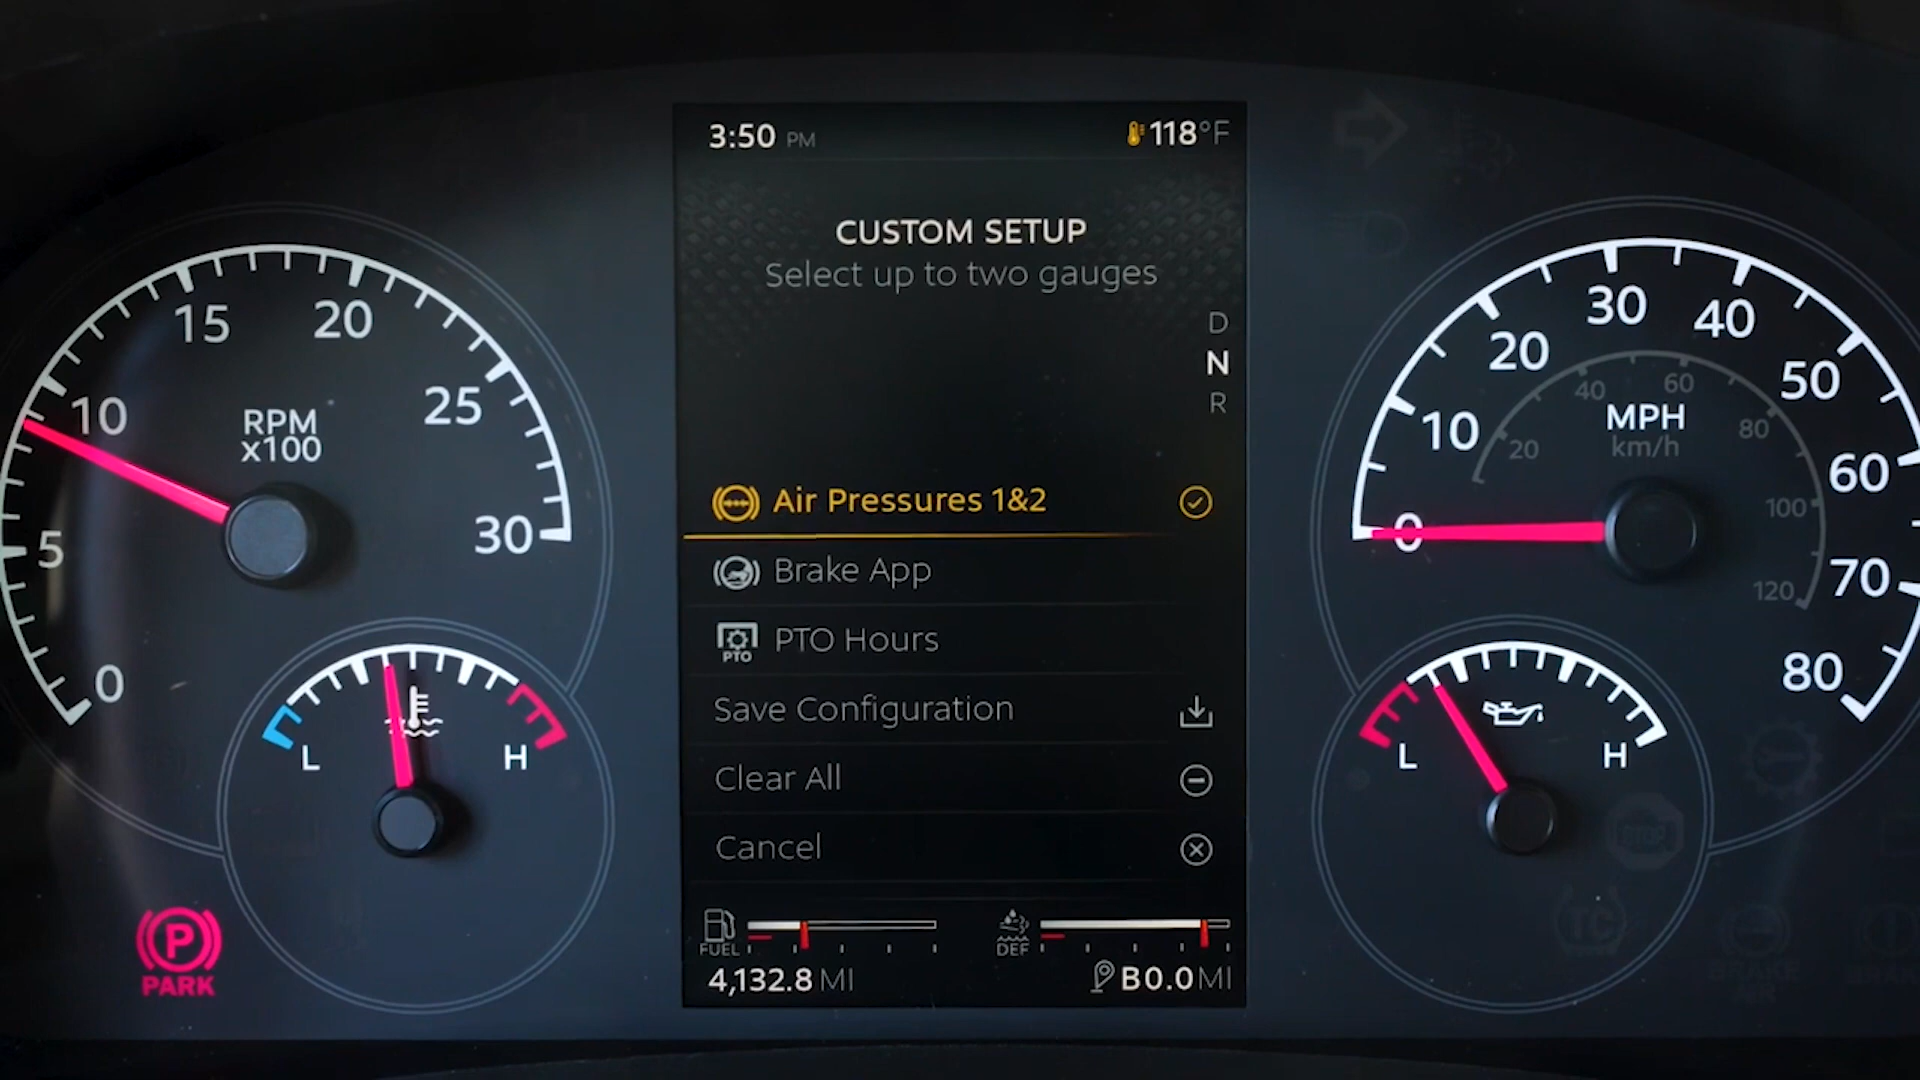 3:50 PM
118°F
CUSTOM SETUP
Select up to two gauges
D
N
R
Air Pressures 1&2
Brake App
PTO
PTO Hours
Save Configuration
Clear All
Cancel
FUEL
DEF
4,132.8 MI
B0.0 MI
0
5
10
15
20
25
30
RPM
x100
L
H
P
PARK
0
10
20
30
40
50
60
70
80
MPH
km/h
20
40
60
80
100
120
L
H
TC